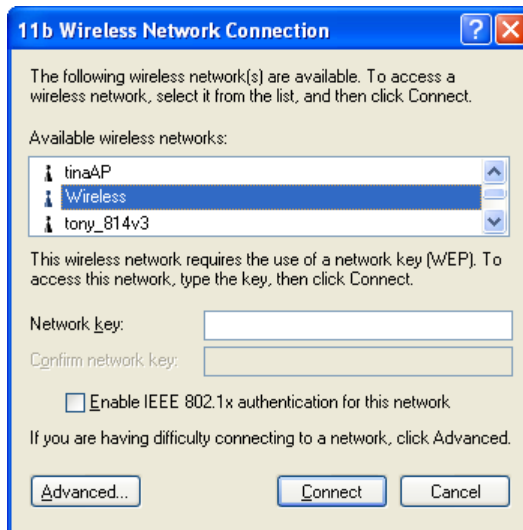 11b Wireless Network Connection
The following wireless network(s) are available. To access a
wireless network, select it from the list, and then click Connect.
Available wireless networks:
tinaAP
Wireless
tony_814v3
This wireless network requires the use of a network key (WEP). To
access this network, type the key, then click Connect.
Network key:
Confirm network key:
Enable IEEE 802.1x authentication for this network
If you are having difficulty connecting to a network, click Advanced.
Advanced... Connect Cancel